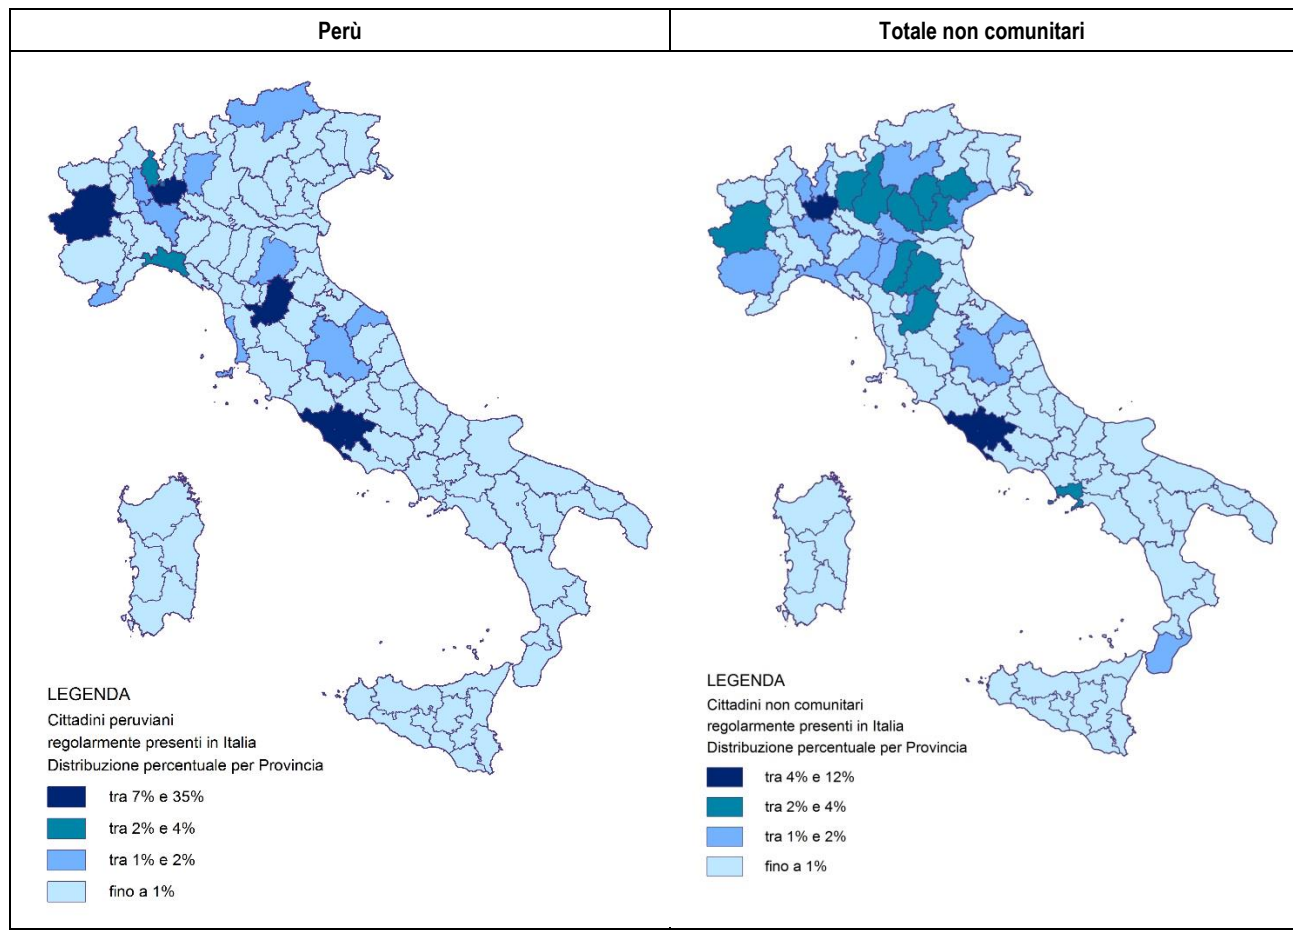 Perù
Totale non comunitari
LEGENDA
Cittadini peruviani
regolarmente presenti in Italia
Distribuzione percentuale per Provincia
tra 7% e 35%
tra 2% e 4%
tra 1% e 2%
fino a 1%
LEGENDA
Cittadini non comunitari
regolarmente presenti in Italia
Distribuzione percentuale per Provincia
tra 4% e 12%
tra 2% e 4%
tra 1% e 2%
fino a 1%